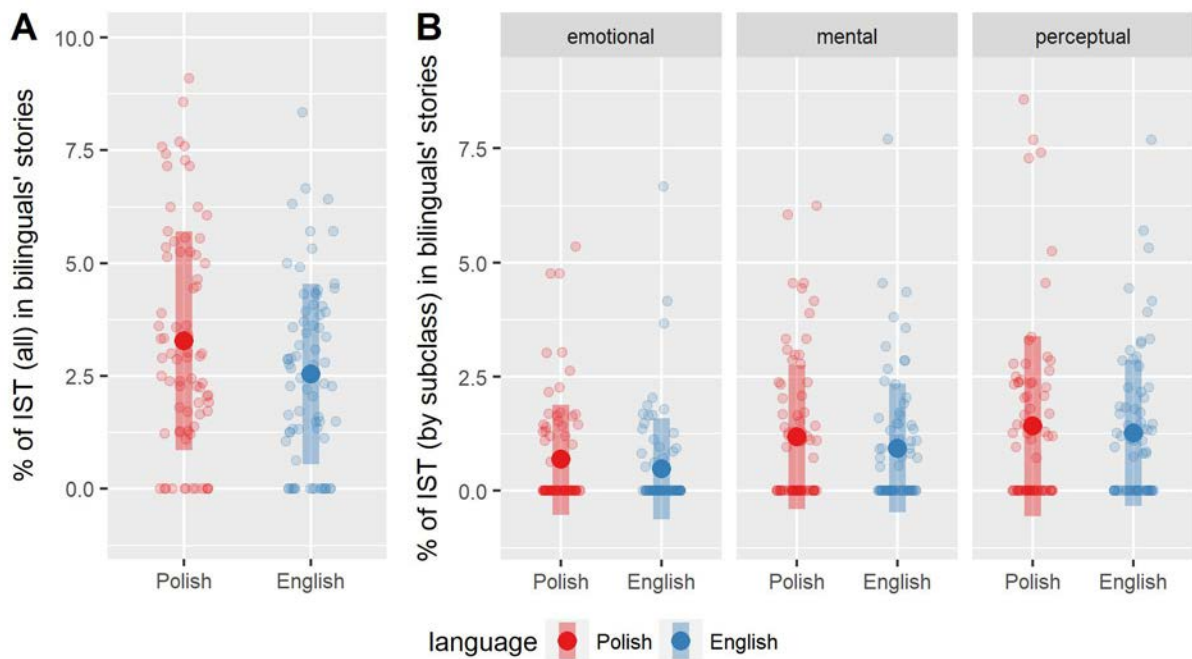 A
% of IST (all) in bilinguals' stories
10.0
7.5
5.0
2.5
0.0
Polish English
B
% of IST (by subclass) in bilinguals' stories
emotional mental perceptual
7.5
5.0
2.5
0.0
Polish English Polish English Polish English
language Polish English